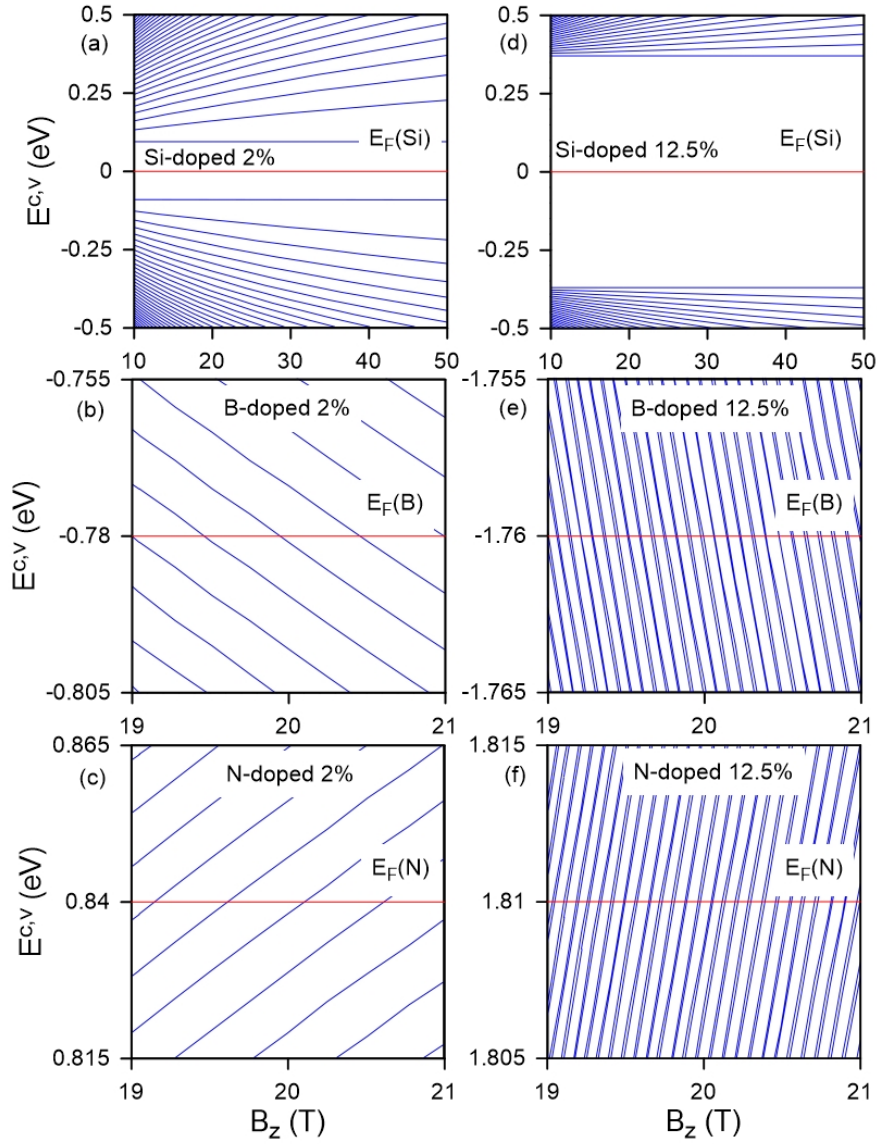 (a)
0.5
0.25
0
-0.25
-0.5
E^c,v (eV)
E_F(Si)
Si-doped 2%
10 20 30 40 50
(d)
0.5
0.25
0
-0.25
-0.5
E_F(Si)
Si-doped 12.5%
10 20 30 40 50
(b)
-0.755
-0.78
-0.805
E^c,v (eV)
B-doped 2%
E_F(B)
19 20 21
(e)
-1.755
-1.76
-1.765
B-doped 12.5%
E_F(B)
19 20 21
(c)
0.865
0.84
0.815
E^c,v (eV)
N-doped 2%
E_F(N)
19 20 21
B_z (T)
(f)
1.815
1.81
1.805
N-doped 12.5%
E_F(N)
19 20 21
B_z (T)